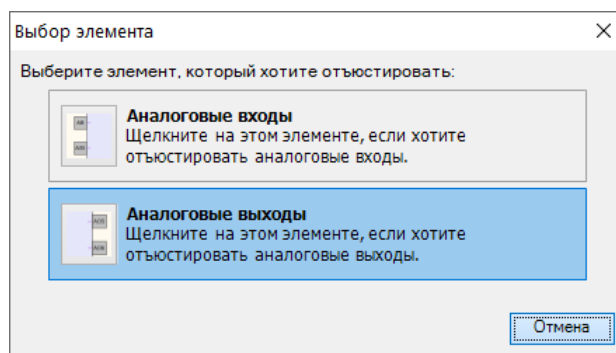 Выбор элемента
Выберите элемент, который хотите отъюстировать:
Аналоговые входы
Щелкните на этом элементе, если хотите
отъюстировать аналоговые входы.
Аналоговые выходы
Щелкните на этом элементе, если хотите
отъюстировать аналоговые выходы.
Отмена